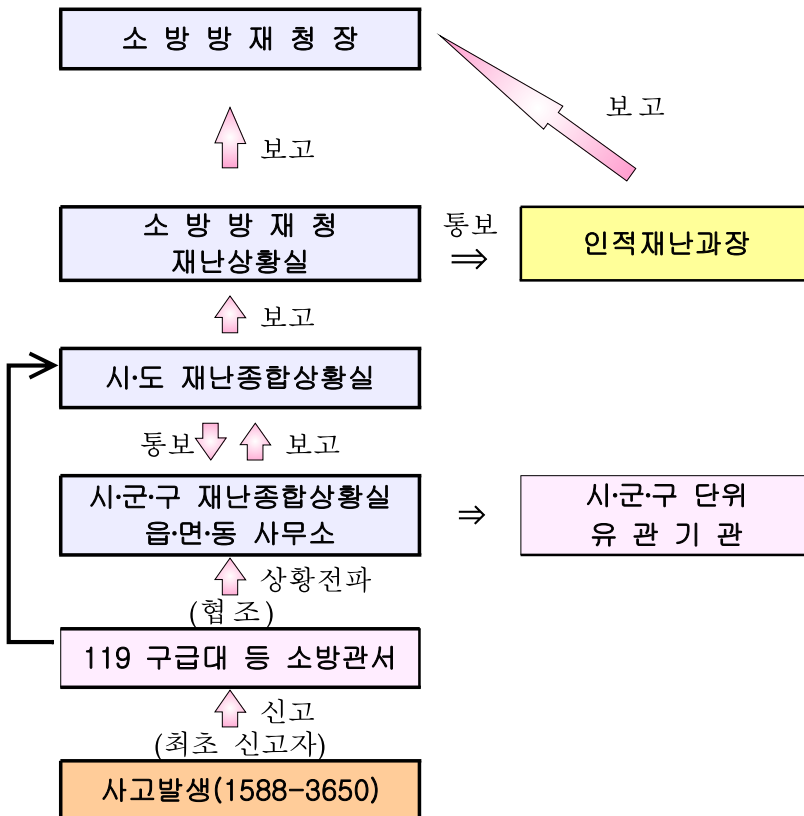 소 방 방 재 청 장
보고
보고
소 방 방 재 청
재난상황실
통보
⇒
인적재난과장
보고
시·도 재난종합상황실
통보
보고
시·군·구 재난종합상황실
읍·면·동 사무소
⇒
시·군·구 단위
유 관 기 관
상황전파
(협조)
119 구급대 등 소방관서
신고
(최초 신고자)
사고발생(1588-3650)